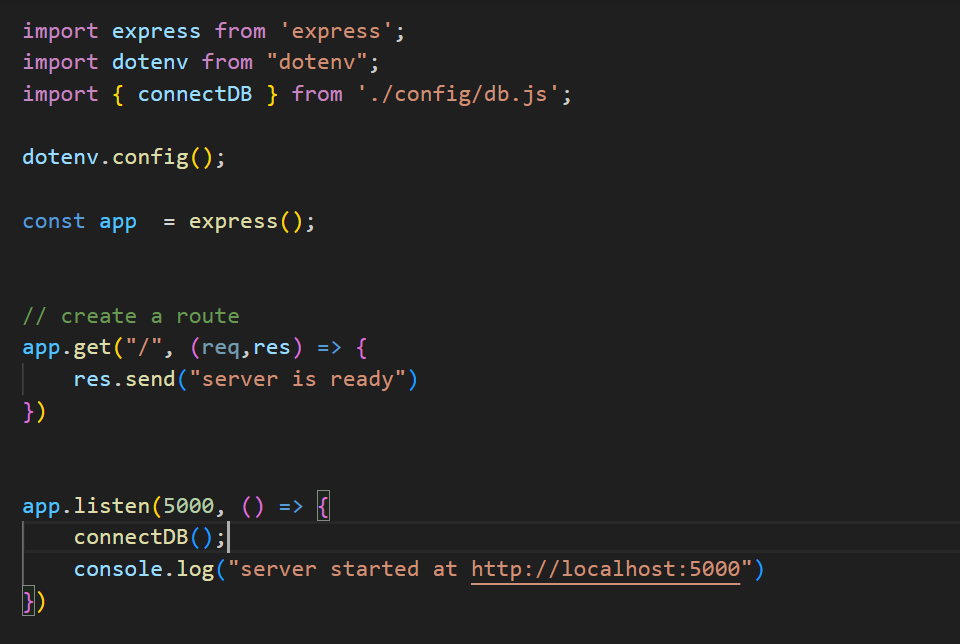 import express from 'express';
import dotenv from "dotenv";
import { connectDB } from './config/db.js';
dotenv.config();
const app  = express();
// create a route
app.get("/", (req,res) => {
    res.send("server is ready")
})
app.listen(5000, () => {
    connectDB();
    console.log("server started at http://localhost:5000")
})